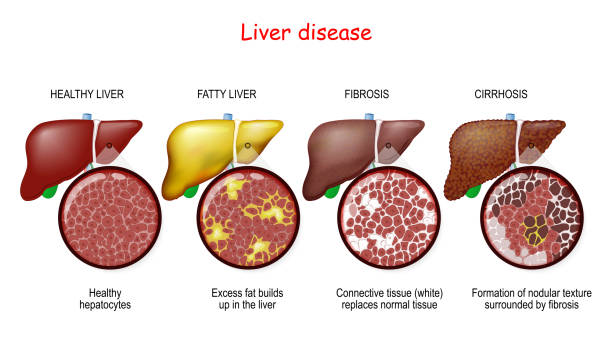 Liver disease
HEALTHY LIVER
FATTY LIVER
FIBROSIS
CIRRHOSIS
Healthy
hepatocytes
Excess fat builds
up in the liver
Connective tissue (white)
replaces normal tissue
Formation of nodular texture
surrounded by fibrosis